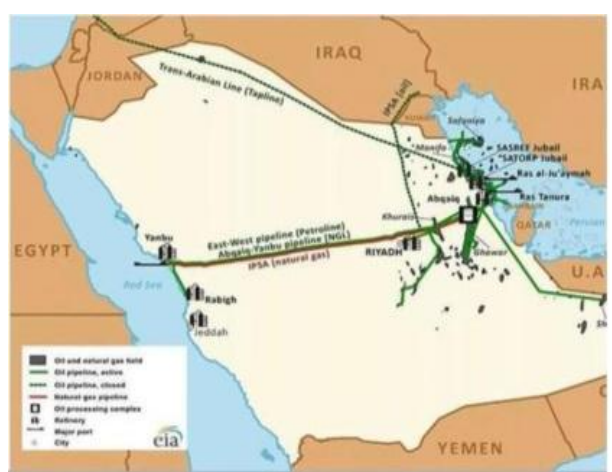 IRAQ
JORDAN
Trans-Arabian Line (Tapline)
IPSA (oil)
KUWAIT
IRA
Safaniya
*Manifa
SASREF Jubail
*SATORP Jubail
Ras al-Ju'aymah
Abqaiq
Ras Tanura
Khurais
East-West pipeline (Petroline)
Abqaiq-Yanbu pipeline (NGL)
IPSA (natural gas)
Yanbu
QATAR
Persian
RIYADH
Ghawar
EGYPT
Red Sea
U.A
Rabigh
Sh
Jeddah
Oil and natural gas field
Oil pipeline, active
Oil pipeline, closed
Natural gas pipeline
Oil processing complex
Refinery
Major port
City
eia
YEMEN